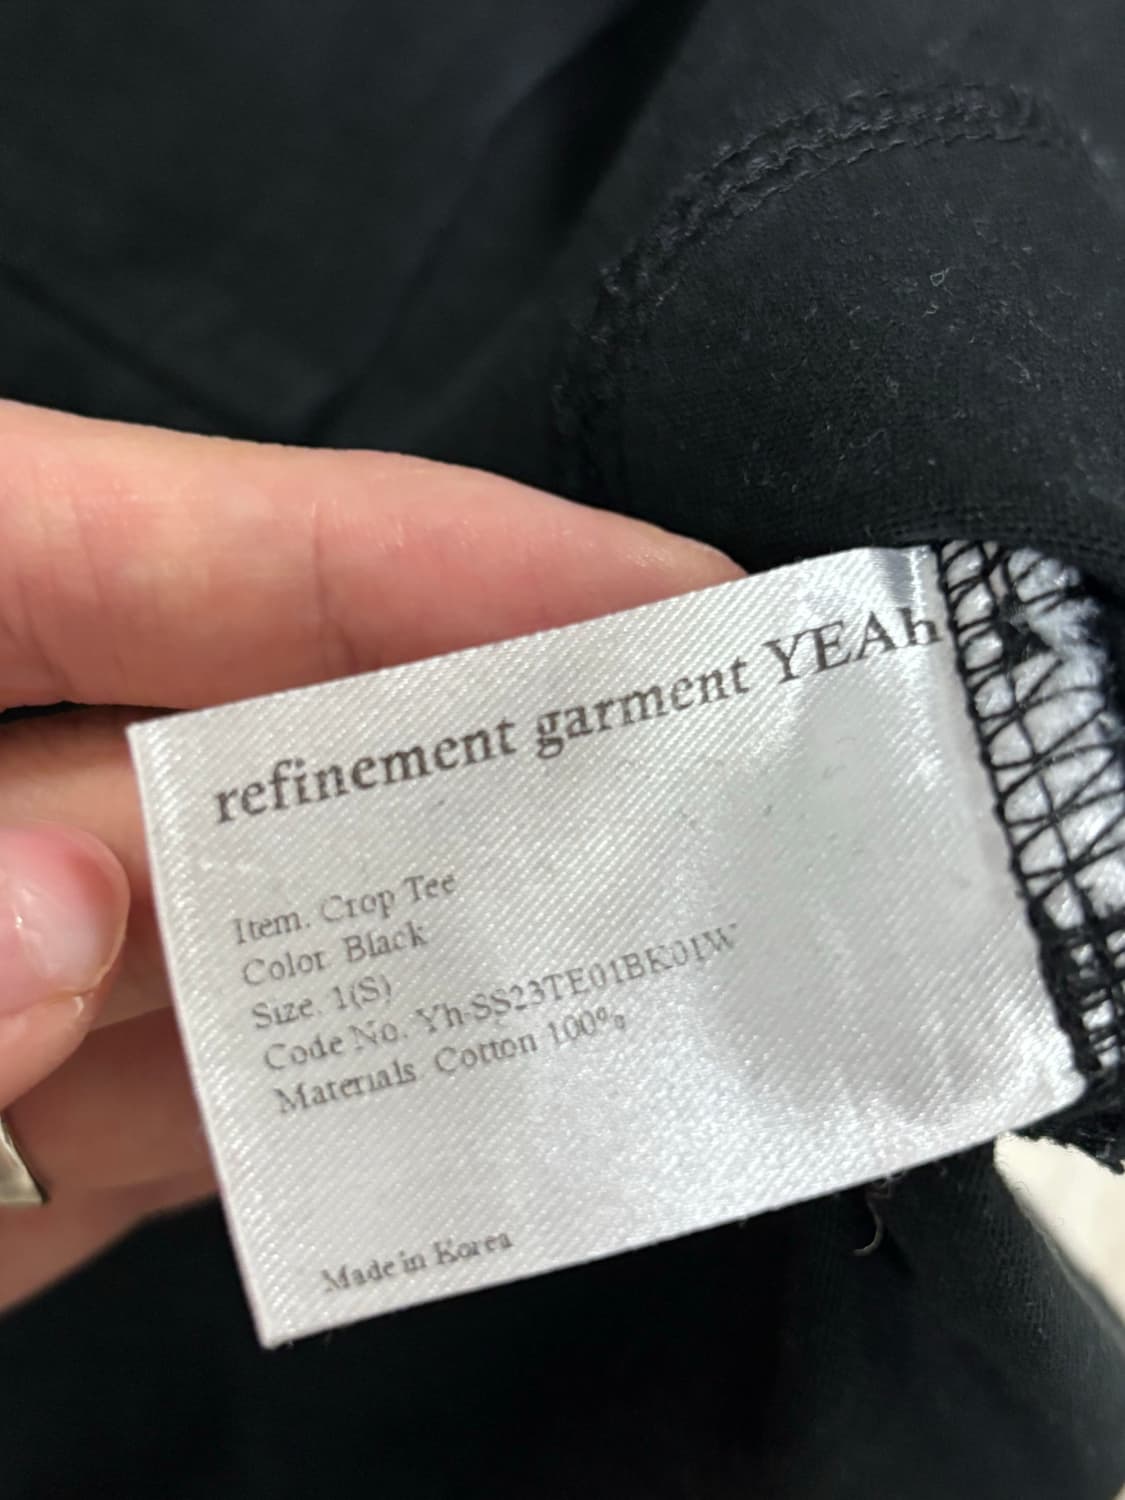 refinement garment YEAh
Item. Crop Tee
Color. Black
Size. 1(S)
Code No. Yh-SS23TE01BK01W
Materials. Cotton 100%
Made in Korea